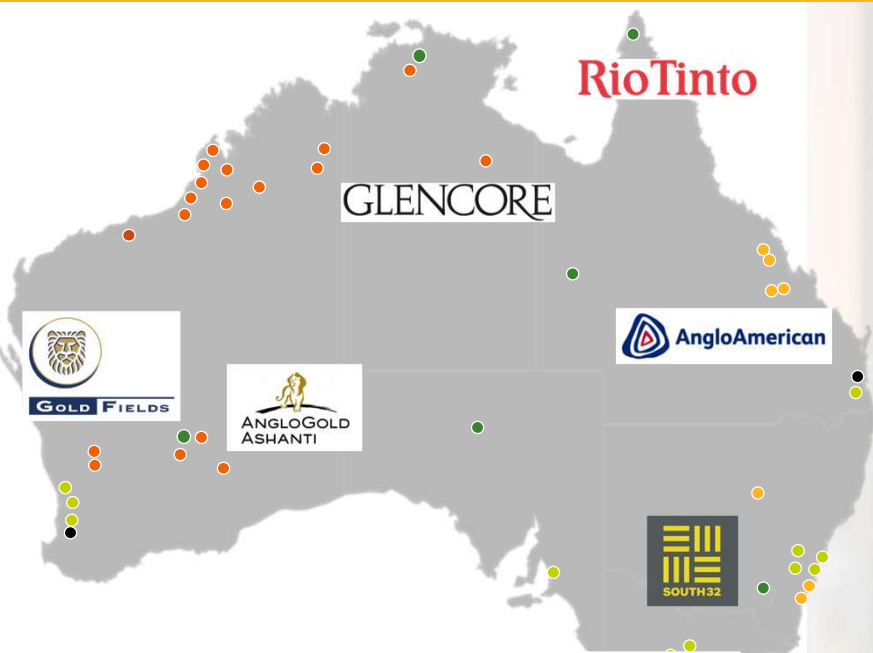 RioTinto
GLENCORE
AngloAmerican
GOLD FIELDS
ANGLOGOLD
ASHANTI
SOUTH32